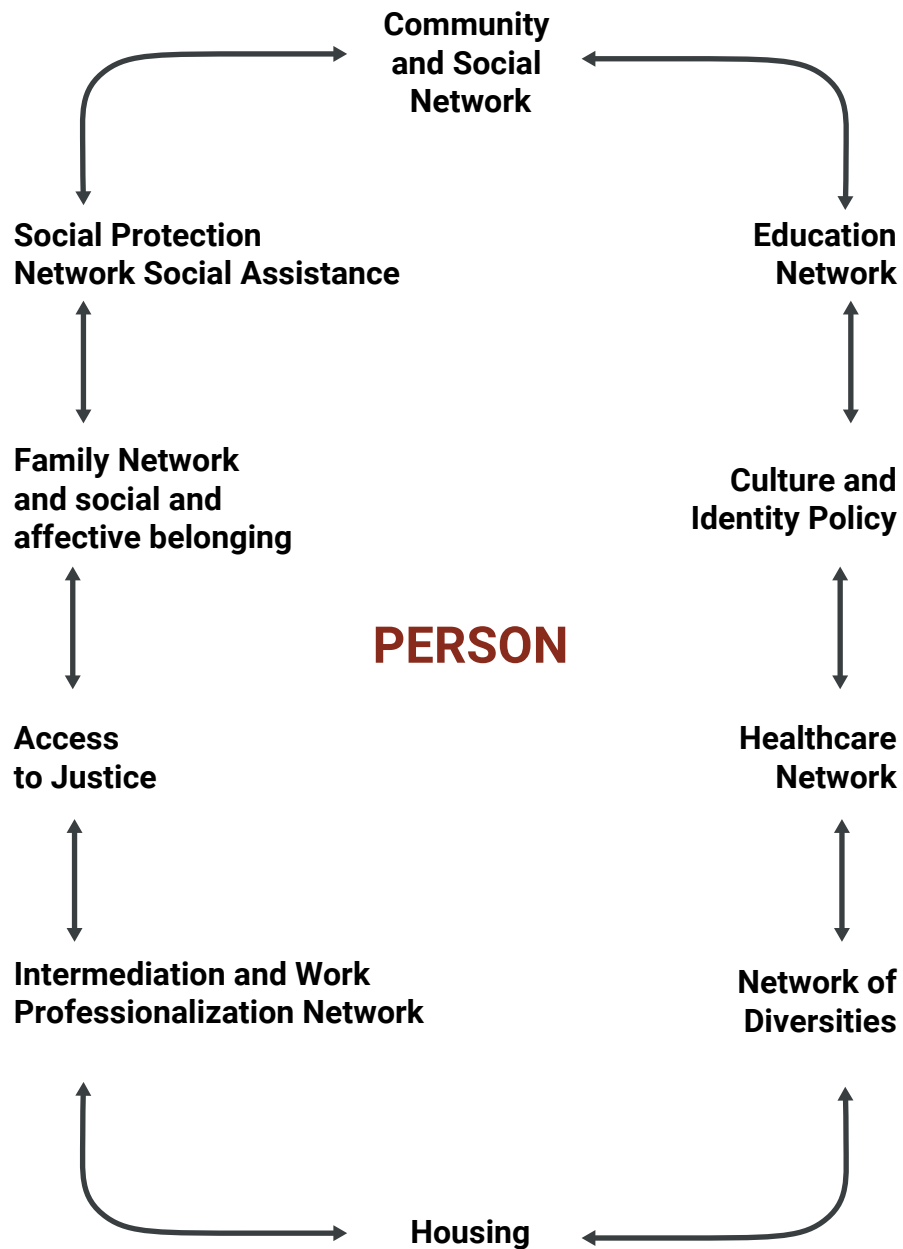 Community
and Social
Network
Social Protection
Network Social Assistance
Education
Network
Family Network
and social and
affective belonging
Culture and
Identity Policy
PERSON
Access
to Justice
Healthcare
Network
Intermediation and Work
Professionalization Network
Network of
Diversities
Housing